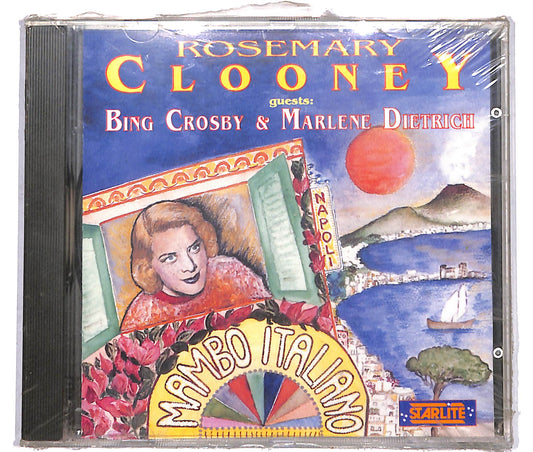 ROSEMARY
CLOONEY
guests:
BING CROSBY & MARLENE DIETRICH
NAPOLI
MAMBO ITALIANO
STARLITE